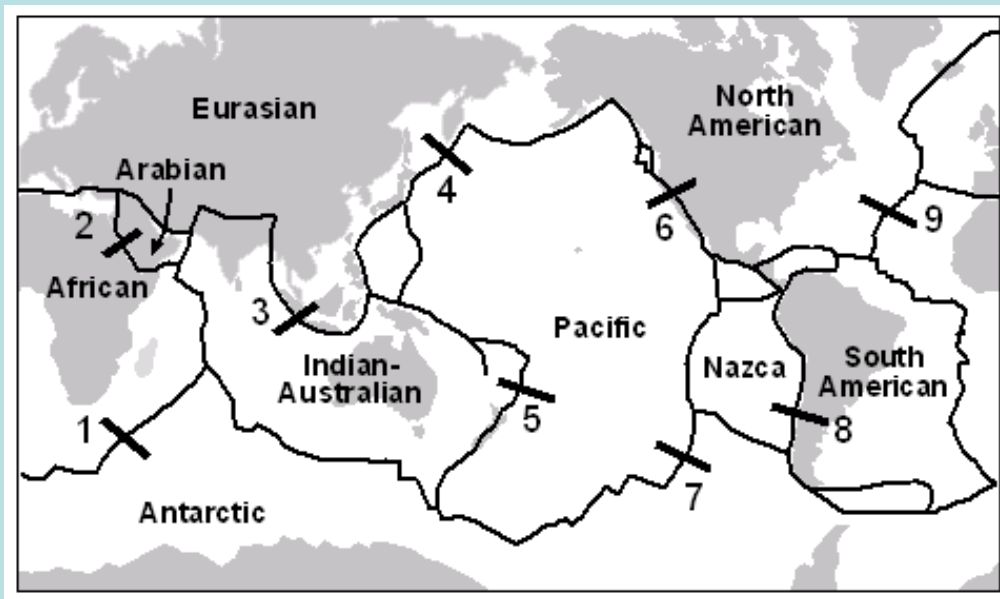 Eurasian
North
American
Arabian
4
2
6
9
African
3
Pacific
Indian-
Australian
Nazca
South
American
5
1
8
7
Antarctic